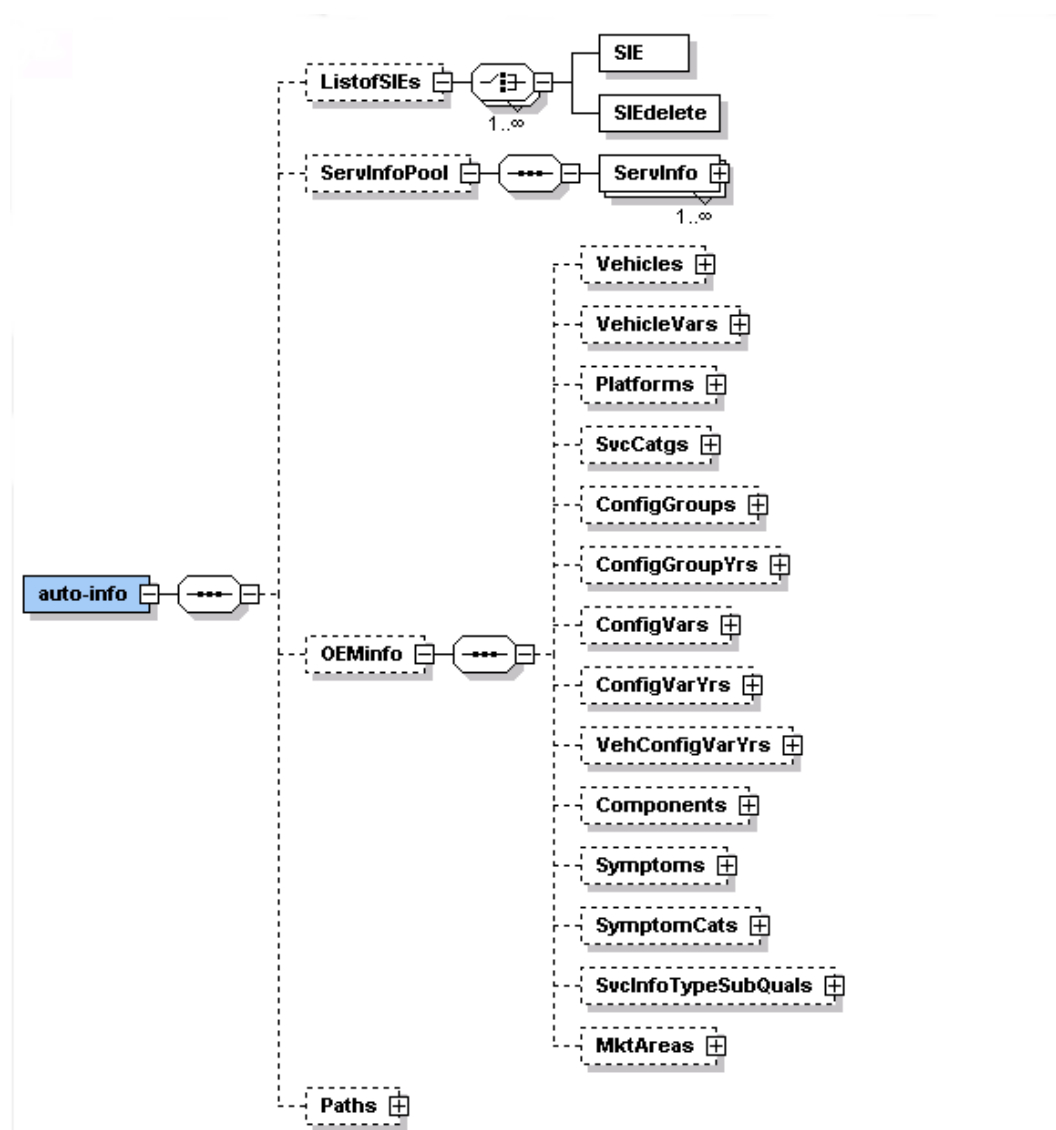 SIE
ListofSIEs
1..∞
SIEdelete
ServInfoPool
ServInfo
1..∞
Vehicles
VehicleVars
Platforms
SvcCatgs
ConfigGroups
ConfigGroupYrs
auto-info
ConfigVars
OEMinfo
ConfigVarYrs
VehConfigVarYrs
Components
Symptoms
SymptomCats
SvcInfoTypeSubQuals
MktAreas
Paths